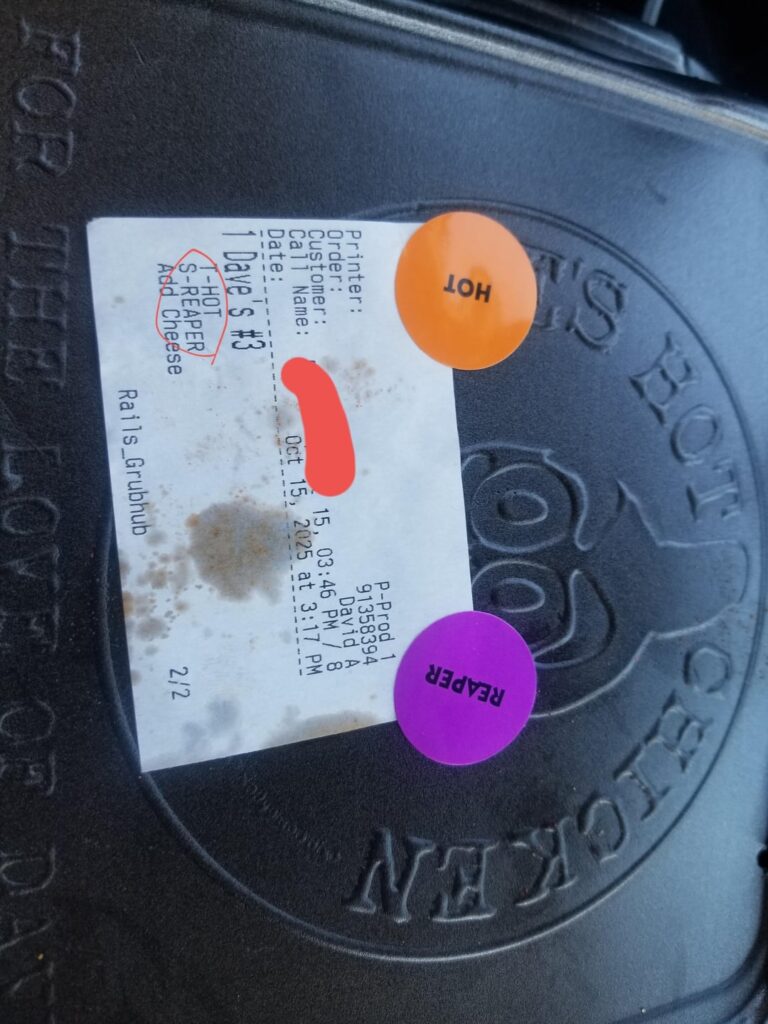 HOT
REAPER
E'S HOT CHICKEN
Printer: P-Prod 1
Order: 91358394
Customer: David A
Call Name: 15, 03:46 PM / 8
Date: Oct 15, 2025 at 3:17 PM
1 Dave's #3
T-HOT
S-REAPER
Add Cheese
2/2
Rails_Grubhub
FOR THE LOVE OF DAV